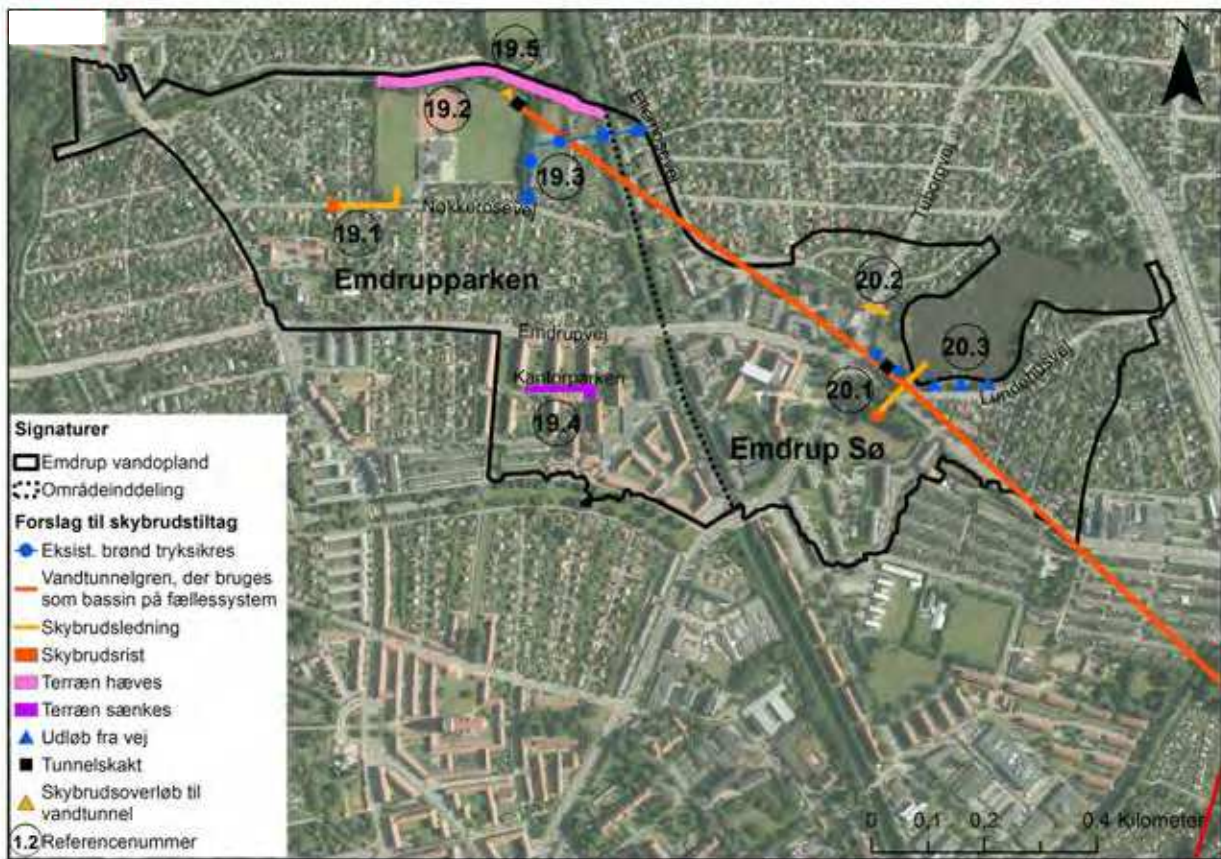 N
19.5
19.2
19.3
Nøkkerosevej
19.1
Tuborgvej
Emdrupparken
20.2
Emdrupvej
20.3
Kantorparken
20.1
Lundehusvej
19.4
Emdrup Sø
Signaturer
Emdrup vandopland
Områdeinddeling
Forslag til skybrudstiltag
Eksist. brønd tryksikres
Vandtunnelgren, der bruges
som bassin på fællessystem
Skybrudsledning
Skybrudsrist
Terræn hæves
Terræn sænkes
Udløb fra vej
Tunnelskakt
Skybrudsoverløb til
vandtunnel
1.2 Referencenummer
0 0,1 0,2 0,4 Kilometer